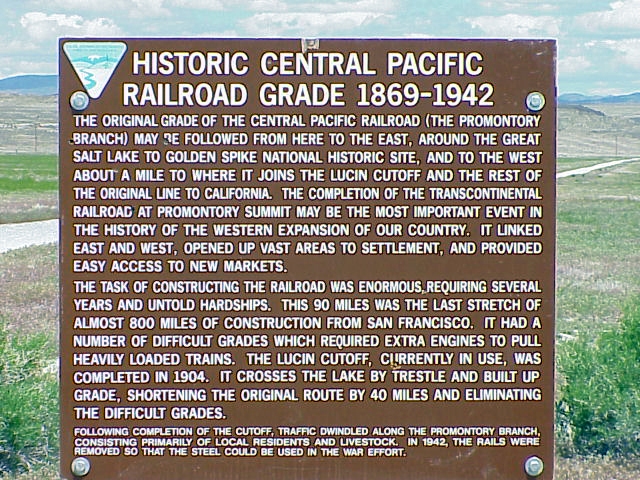 HISTORIC CENTRAL PACIFIC
RAILROAD GRADE 1869-1942
THE ORIGINAL GRADE OF THE CENTRAL PACIFIC RAILROAD (THE PROMONTORY
BRANCH) MAY BE FOLLOWED FROM HERE TO THE EAST, AROUND THE GREAT
SALT LAKE TO GOLDEN SPIKE NATIONAL HISTORIC SITE, AND TO THE WEST
ABOUT A MILE TO WHERE IT JOINS THE LUCIN CUTOFF AND THE REST OF
THE ORIGINAL LINE TO CALIFORNIA. THE COMPLETION OF THE TRANSCONTINENTAL
RAILROAD AT PROMONTORY SUMMIT MAY BE THE MOST IMPORTANT EVENT IN
THE HISTORY OF THE WESTERN EXPANSION OF OUR COUNTRY. IT LINKED
EAST AND WEST, OPENED UP VAST AREAS TO SETTLEMENT, AND PROVIDED
EASY ACCESS TO NEW MARKETS.
THE TASK OF CONSTRUCTING THE RAILROAD WAS ENORMOUS, REQUIRING SEVERAL
YEARS AND UNTOLD HARDSHIPS. THIS 90 MILES WAS THE LAST STRETCH OF
ALMOST 800 MILES OF CONSTRUCTION FROM SAN FRANCISCO. IT HAD A
NUMBER OF DIFFICULT GRADES WHICH REQUIRED EXTRA ENGINES TO PULL
HEAVILY LOADED TRAINS. THE LUCIN CUTOFF, CURRENTLY IN USE, WAS
COMPLETED IN 1904. IT CROSSES THE LAKE BY TRESTLE AND BUILT UP
GRADE, SHORTENING THE ORIGINAL ROUTE BY 40 MILES AND ELIMINATING
THE DIFFICULT GRADES.
FOLLOWING COMPLETION OF THE CUTOFF, TRAFFIC DWINDLED ALONG THE PROMONTORY BRANCH,
CONSISTING PRIMARILY OF LOCAL RESIDENTS AND LIVESTOCK. IN 1942, THE RAILS WERE
REMOVED SO THAT THE STEEL COULD BE USED IN THE WAR EFFORT.